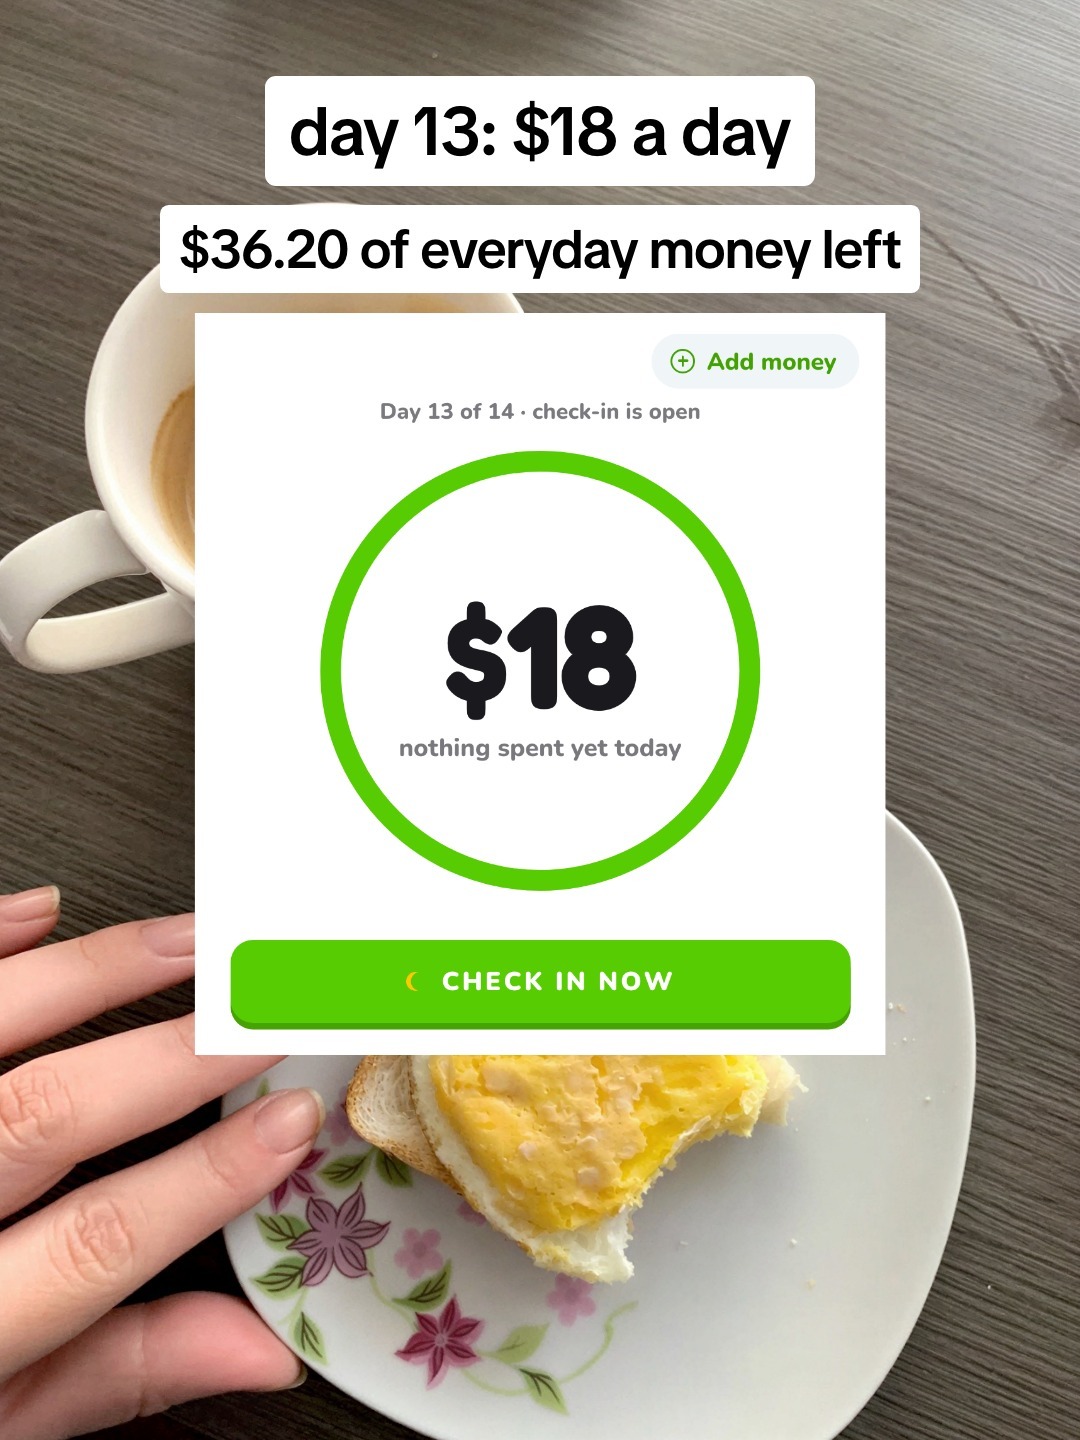 day 13: $18 a day
$36.20 of everyday money left
Add money
Day 13 of 14 · check-in is open
$18
nothing spent yet today
CHECK IN NOW